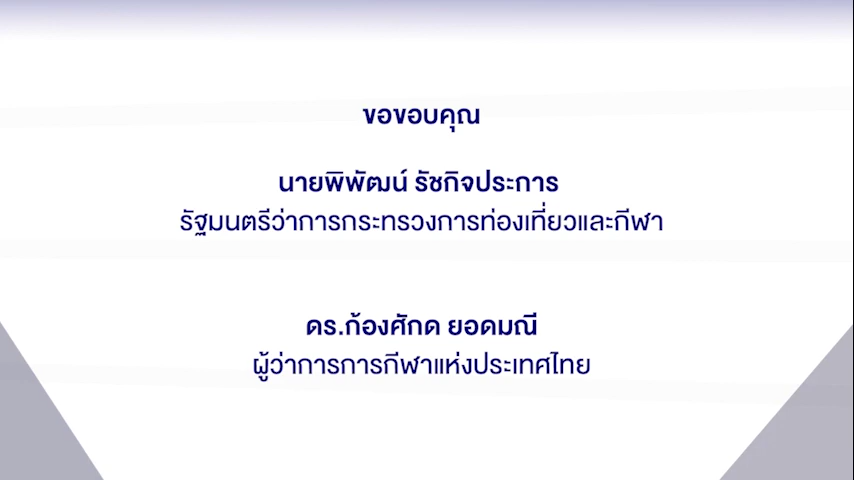 ขอขอบคุณ
นายพิพัฒน์ รัชกิจประการ
รัฐมนตรีว่าการกระทรวงการท่องเที่ยวและกีฬา
ดร.ก้องศักด ยอดมณี
ผู้ว่าการการกีฬาแห่งประเทศไทย